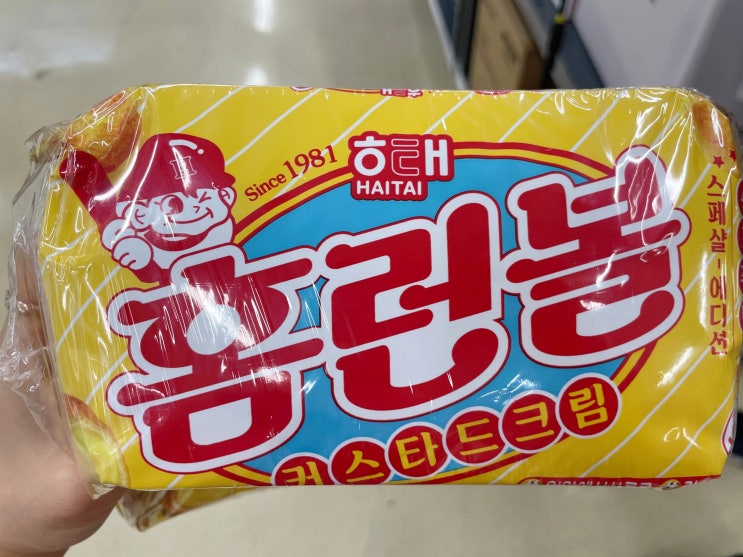 Since 1981
해태
HAITAI
홈런볼
커스타드크림
스페셜에디션